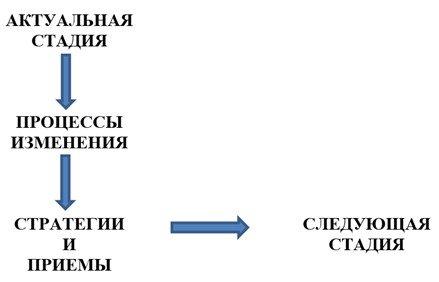 АКТУАЛЬНАЯ
СТАДИЯ
ПРОЦЕССЫ
ИЗМЕНЕНИЯ
СТРАТЕГИИ
И
ПРИЕМЫ
СЛЕДУЮЩАЯ
СТАДИЯ